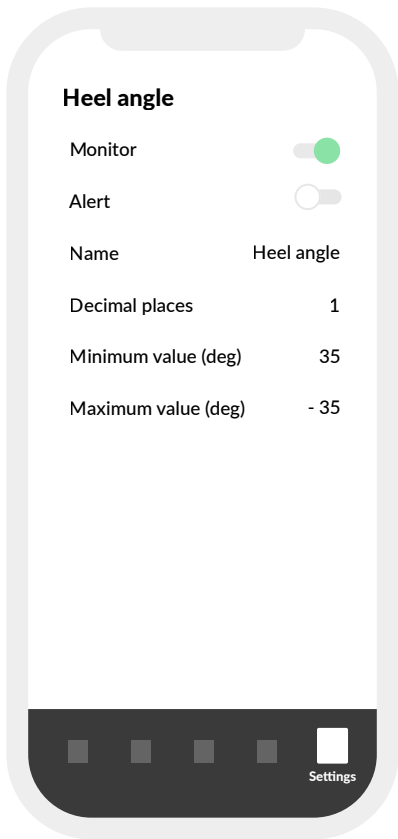 Heel angle
Monitor
Alert
Name Heel angle
Decimal places 1
Minimum value (deg) 35
Maximum value (deg) - 35
Settings